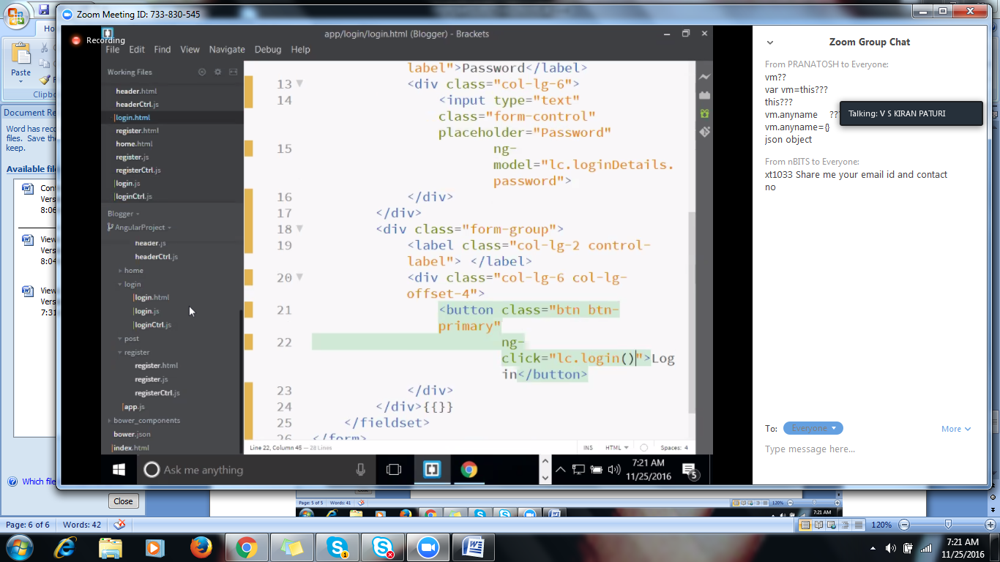 Zoom Meeting ID: 733-830-545
Recording
app/login/login.html (Blogger) - Brackets
File Edit Find View Navigate Debug Help
Working Files
header.html
headerCtrl.js
login.html
register.html
home.html
register.js
registerCtrl.js
login.js
loginCtrl.js
Blogger
AngularProject
header.js
headerCtrl.js
home
login
login.html
login.js
loginCtrl.js
post
register
register.html
register.js
registerCtrl.js
app.js
bower_components
bower.json
index.html
label">Password</label>
13 <div class="col-lg-6">
14 <input type="text"
class="form-control"
placeholder="Password"
15 ng-
model="lc.loginDetails.
password">
16 </div>
17 </div>
18 <div class="form-group">
19 <label class="col-lg-2 control-
label"> </label>
20 <div class="col-lg-6 col-lg-
offset-4">
21 <button class="btn btn-
primary"
22 ng-
click="lc.login()">Log
in</button>
23 </div>
24 </div>{{}}
25 </fieldset>
26 </form>
Line 22, Column 45 — 28 Lines
INS HTML Spaces: 4
Ask me anything
7:21 AM
11/25/2016
5
Zoom Group Chat
From PRANATOSH to Everyone:
vm??
var vm=this???
this???
vm.anyname
vm.anyname={}
json object
Talking: V S KIRAN PATURI
From nBITS to Everyone:
xt1033 Share me your email id and contact
no
To: Everyone
More
Type message here...
Paste
Document Re
Word has reco
files. Save the
keep.
Available file
Cont
Vers
8:06
View
Vers
8:04
View
Vers
7:31
Which file
Close
Page: 5 of 5 Words: 41
120%
7:21 AM
Page: 6 of 6 Words: 42
120%
1
7:21 AM
11/25/2016